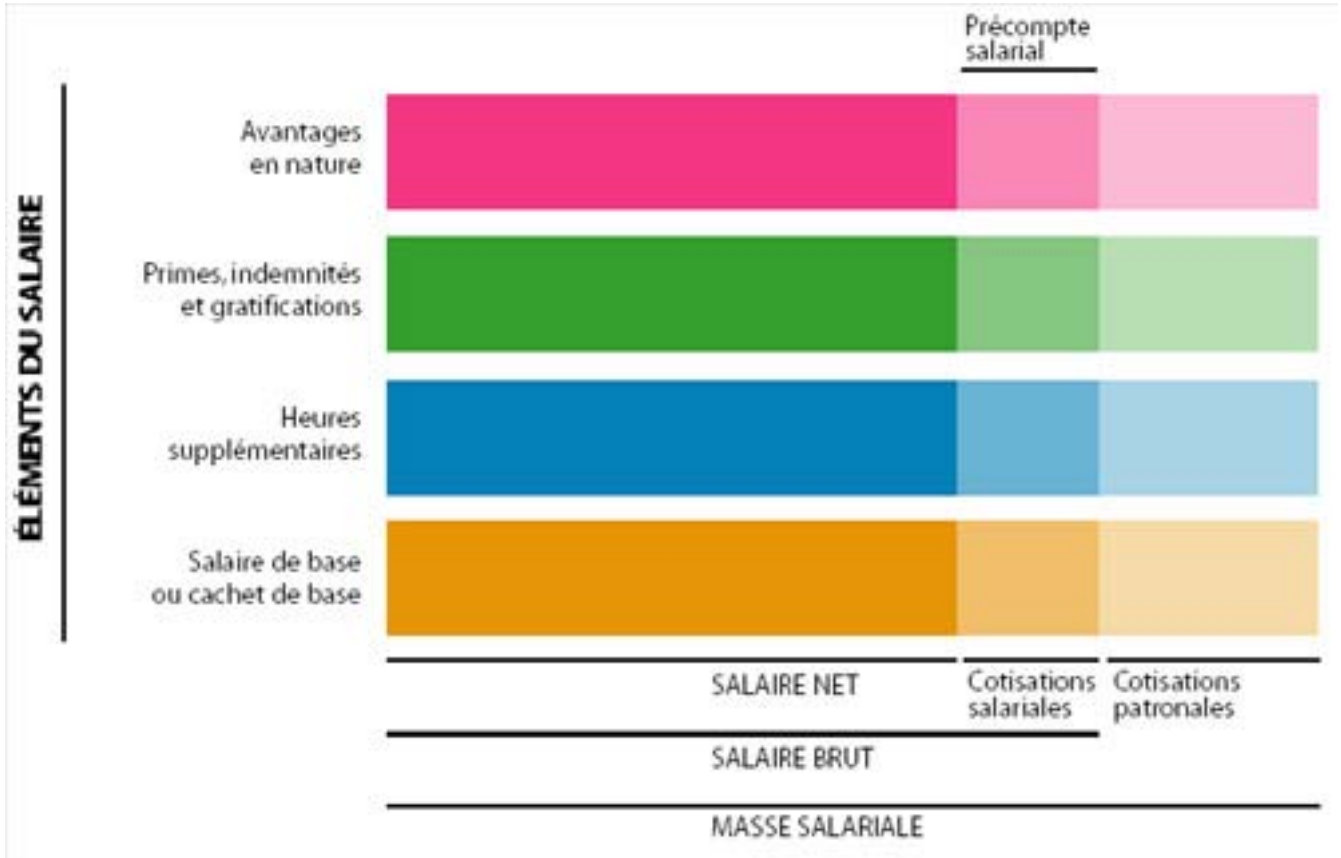 Précompte
salarial
ÉLÉMENTS DU SALAIRE
Avantages
en nature
Primes, indemnités
et gratifications
Heures
supplémentaires
Salaire de base
ou cachet de base
SALAIRE NET
Cotisations
salariales
Cotisations
patronales
SALAIRE BRUT
MASSE SALARIALE